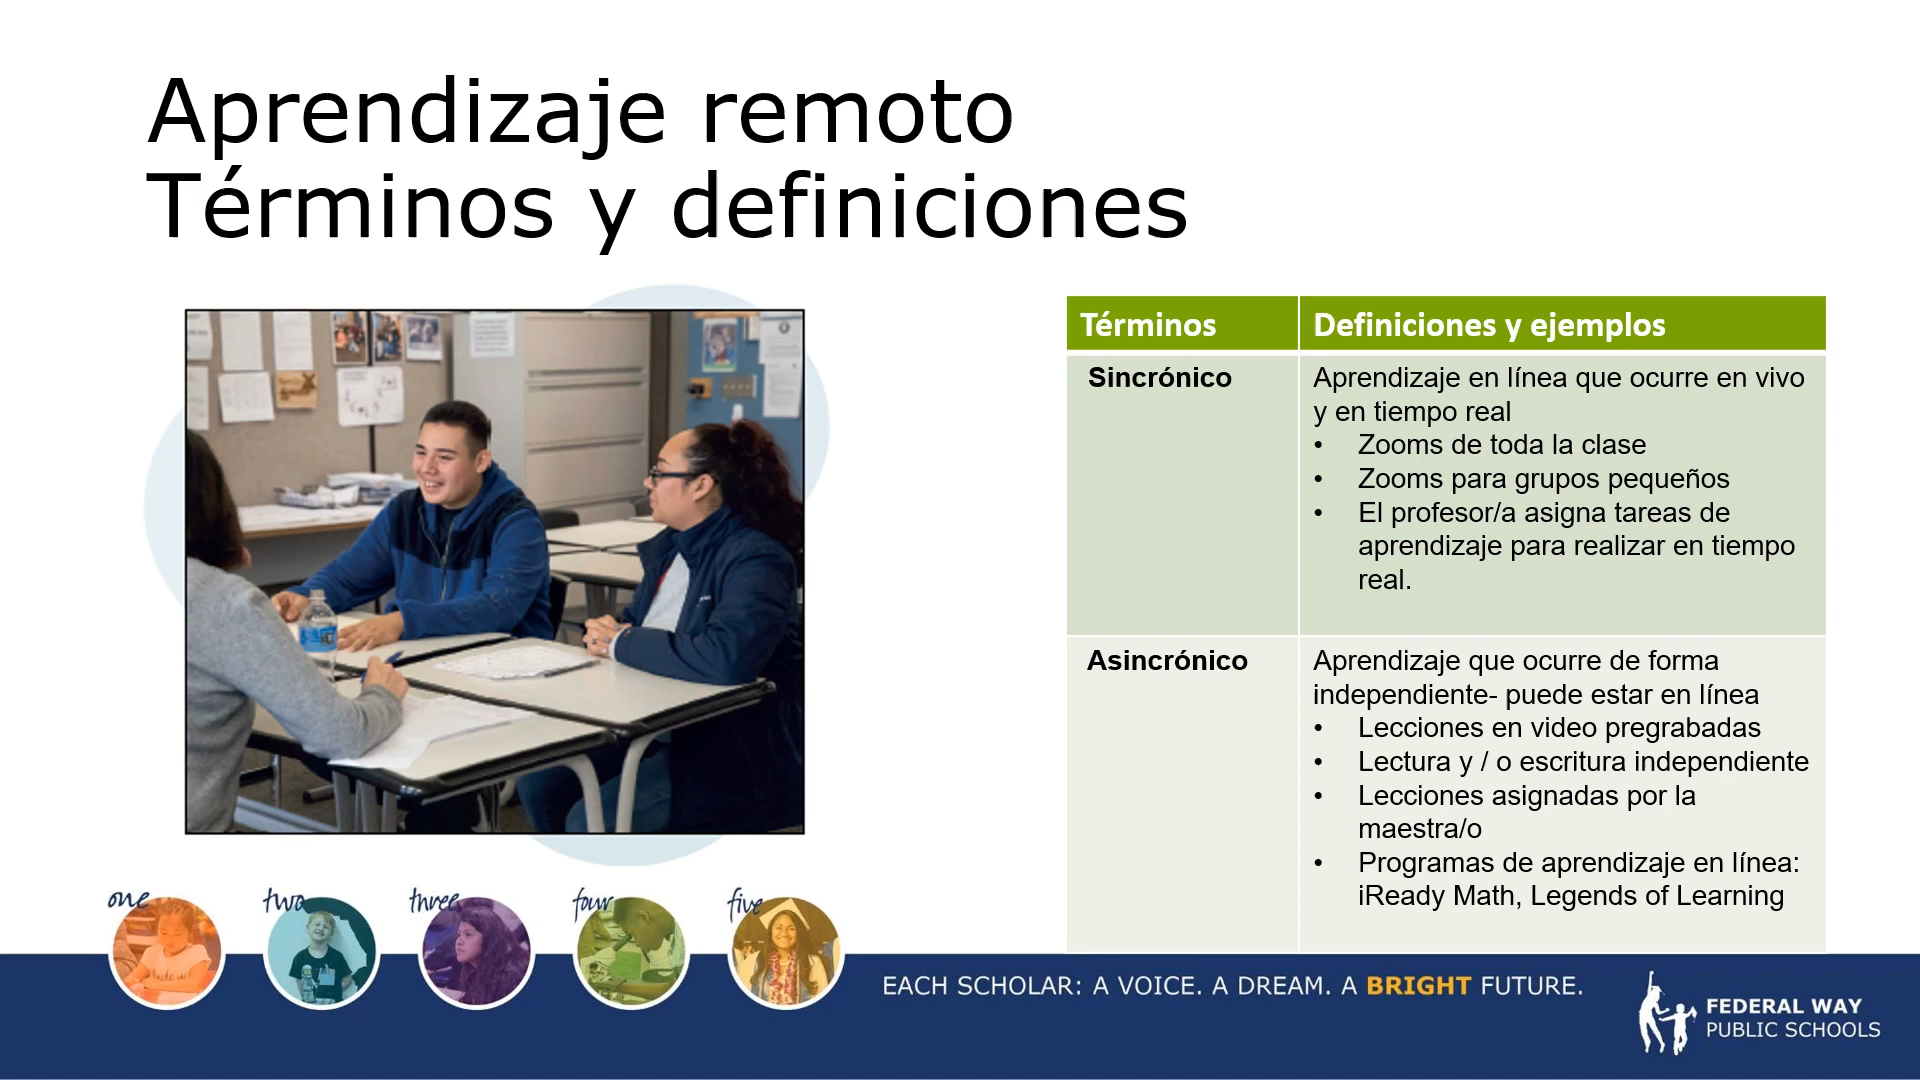 Aprendizaje remoto
Términos y definiciones
Términos
Definiciones y ejemplos
Sincrónico
Aprendizaje en línea que ocurre en vivo
y en tiempo real
• Zooms de toda la clase
• Zooms para grupos pequeños
• El profesor/a asigna tareas de
aprendizaje para realizar en tiempo
real.
Asincrónico
Aprendizaje que ocurre de forma
independiente- puede estar en línea
• Lecciones en video pregrabadas
• Lectura y / o escritura independiente
• Lecciones asignadas por la
maestra/o
• Programas de aprendizaje en línea:
iReady Math, Legends of Learning
one
two
three
four
five
EACH SCHOLAR: A VOICE. A DREAM. A BRIGHT FUTURE.
FEDERAL WAY
PUBLIC SCHOOLS